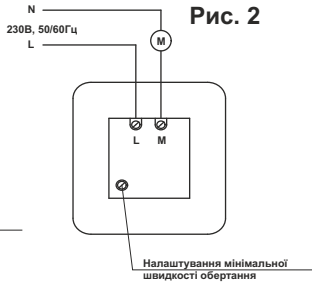 N
Рис. 2
230В, 50/60Гц
M
L
L M
Налаштування мінімальної
швидкості обертання